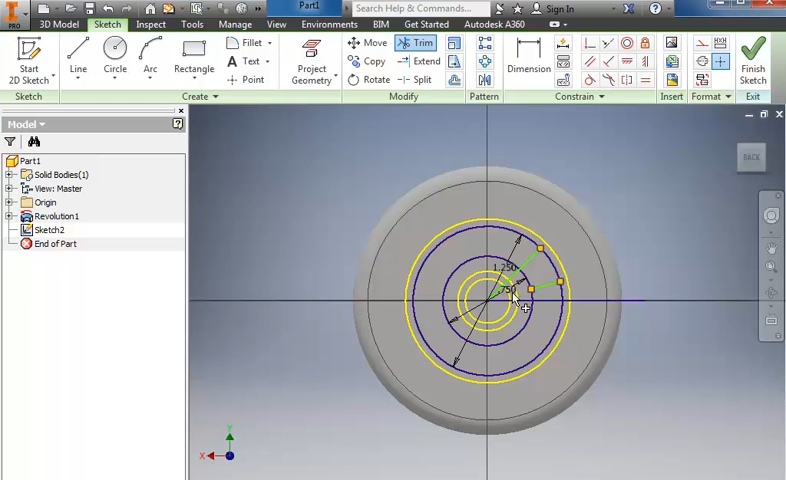 Part1
Search Help & Commands...
Sign In
PRO
3D Model
Sketch
Inspect
Tools
Manage
View
Environments
BIM
Get Started
Autodesk A360
Start
2D Sketch
Line
Circle
Arc
Rectangle
Fillet
Text
Point
Project
Geometry
Move
Trim
Copy
Extend
Rotate
Split
Dimension
Finish
Sketch
Sketch
Create
Modify
Pattern
Constrain
Insert
Format
Exit
Model
Part1
Solid Bodies(1)
View: Master
Origin
Revolution1
Sketch2
End of Part
BACK
1.250
.750
Y
X